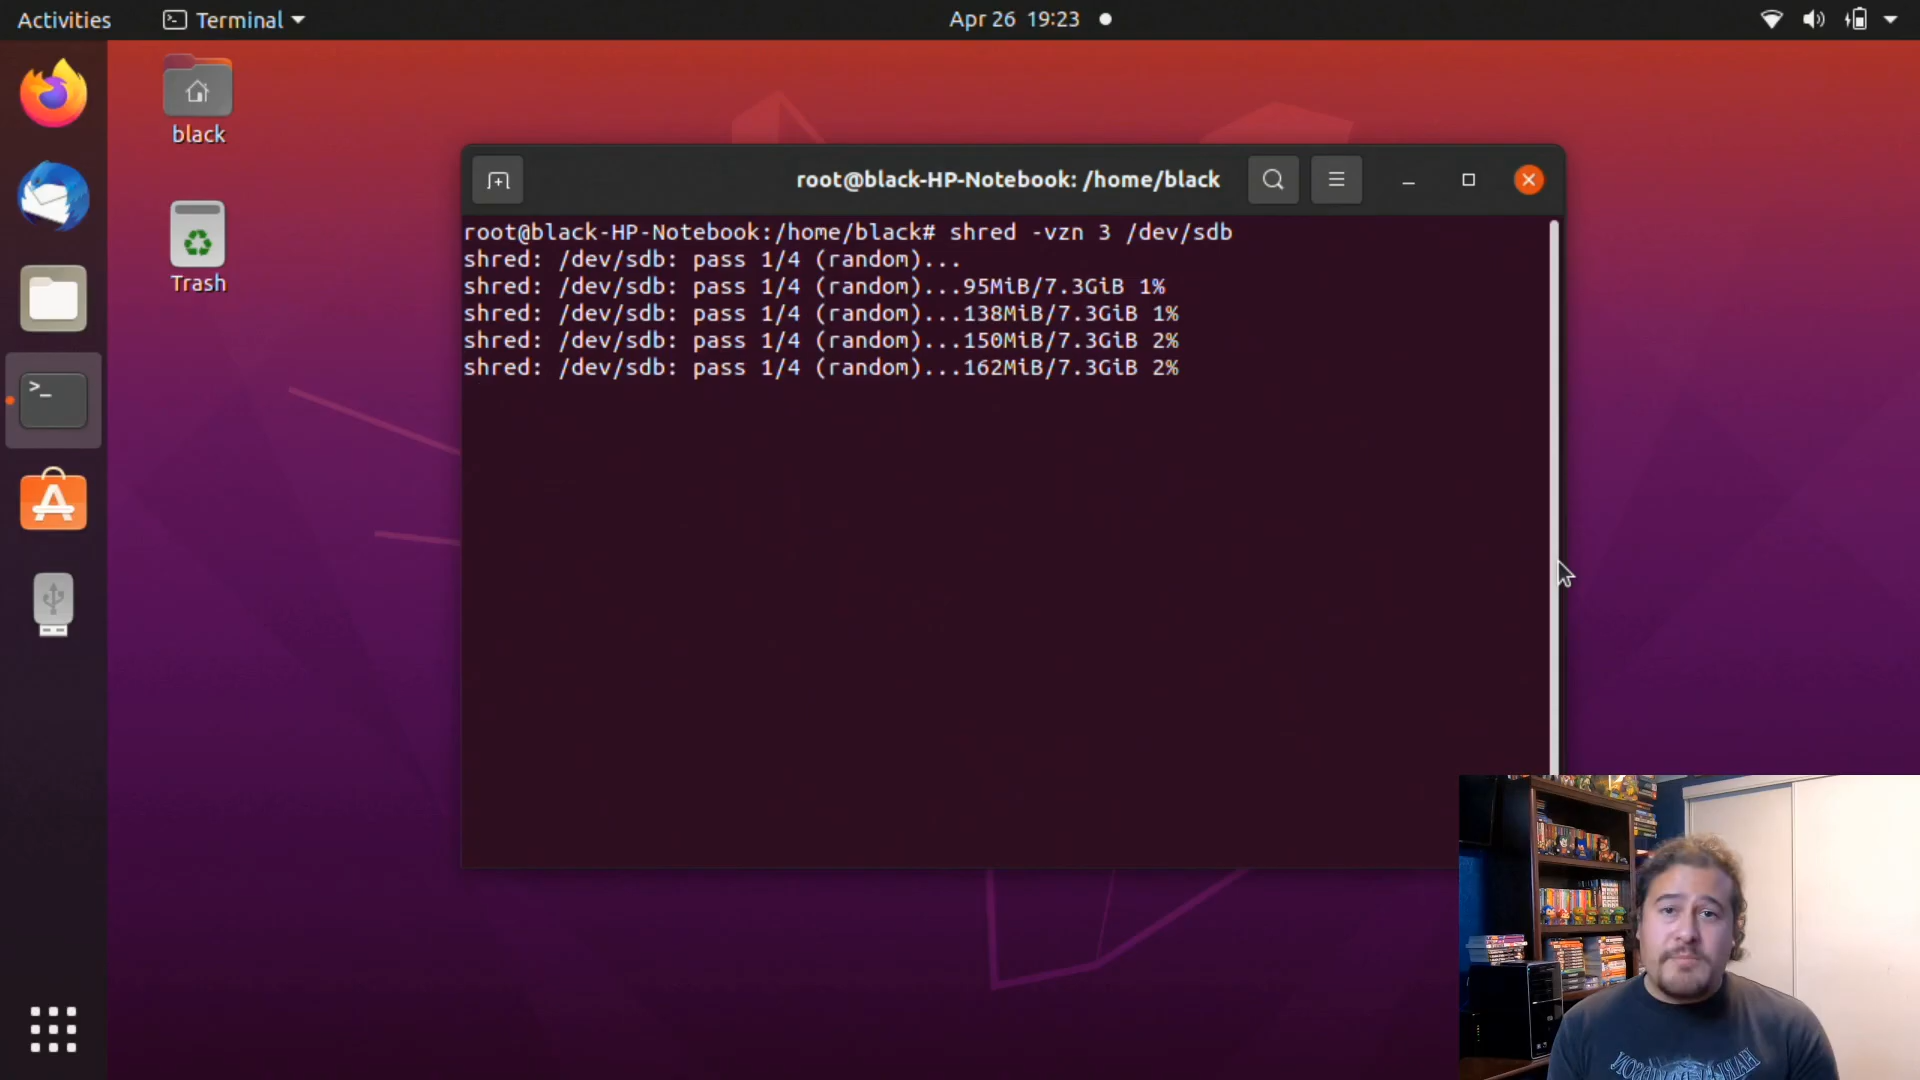 Activities
Terminal
Apr 26 19:23
black
Trash
root@black-HP-Notebook: /home/black
root@black-HP-Notebook:/home/black# shred -vzn 3 /dev/sdb
shred: /dev/sdb: pass 1/4 (random)...
shred: /dev/sdb: pass 1/4 (random)...95MiB/7.3GiB 1%
shred: /dev/sdb: pass 1/4 (random)...138MiB/7.3GiB 1%
shred: /dev/sdb: pass 1/4 (random)...150MiB/7.3GiB 2%
shred: /dev/sdb: pass 1/4 (random)...162MiB/7.3GiB 2%